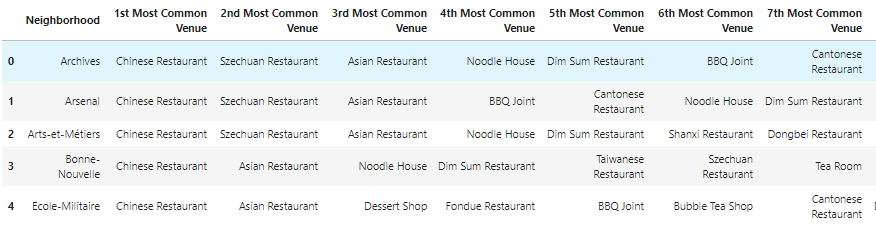 Neighborhood 1st Most Common Venue 2nd Most Common Venue 3rd Most Common Venue 4th Most Common Venue 5th Most Common Venue 6th Most Common Venue 7th Most Common Venue
0 Archives Chinese Restaurant Szechuan Restaurant Asian Restaurant Noodle House Dim Sum Restaurant BBQ Joint Cantonese Restaurant
1 Arsenal Chinese Restaurant Szechuan Restaurant Asian Restaurant BBQ Joint Cantonese Restaurant Noodle House Dim Sum Restaurant
2 Arts-et-Métiers Chinese Restaurant Szechuan Restaurant Asian Restaurant Noodle House Dim Sum Restaurant Shanxi Restaurant Dongbei Restaurant
3 Bonne-Nouvelle Chinese Restaurant Asian Restaurant Noodle House Dim Sum Restaurant Taiwanese Restaurant Szechuan Restaurant Tea Room
4 Ecole-Militaire Chinese Restaurant Asian Restaurant Dessert Shop Fondue Restaurant BBQ Joint Bubble Tea Shop Cantonese Restaurant